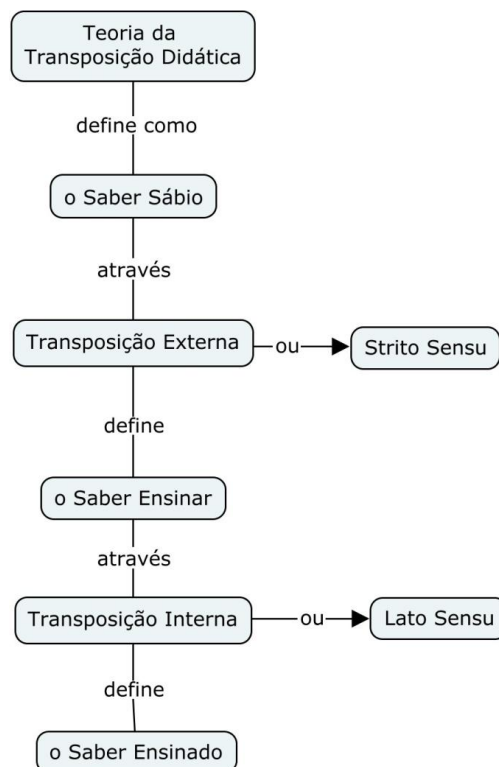 Teoria da
Transposição Didática
define como
o Saber Sábio
através
Transposição Externa
ou
Strito Sensu
define
o Saber Ensinar
através
Transposição Interna
ou
Lato Sensu
define
o Saber Ensinado